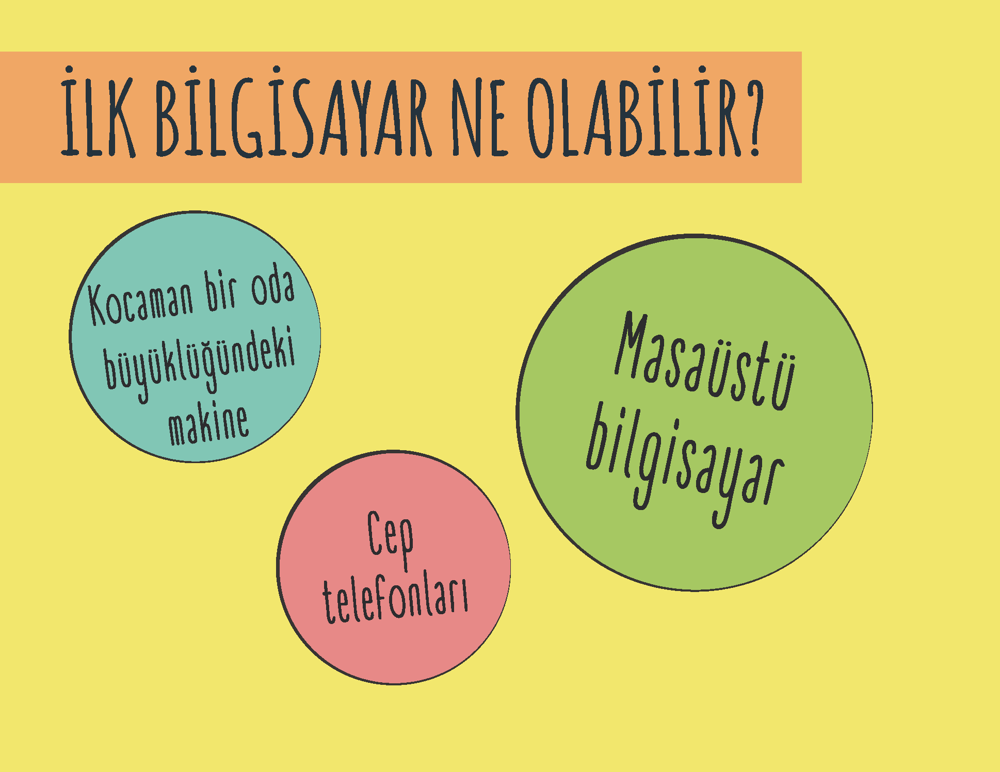 İLK BİLGİSAYAR NE OLABİLİR?
Kocaman bir oda
büyüklüğündeki
makine
Masaüstü
bilgisayar
Cep
telefonları